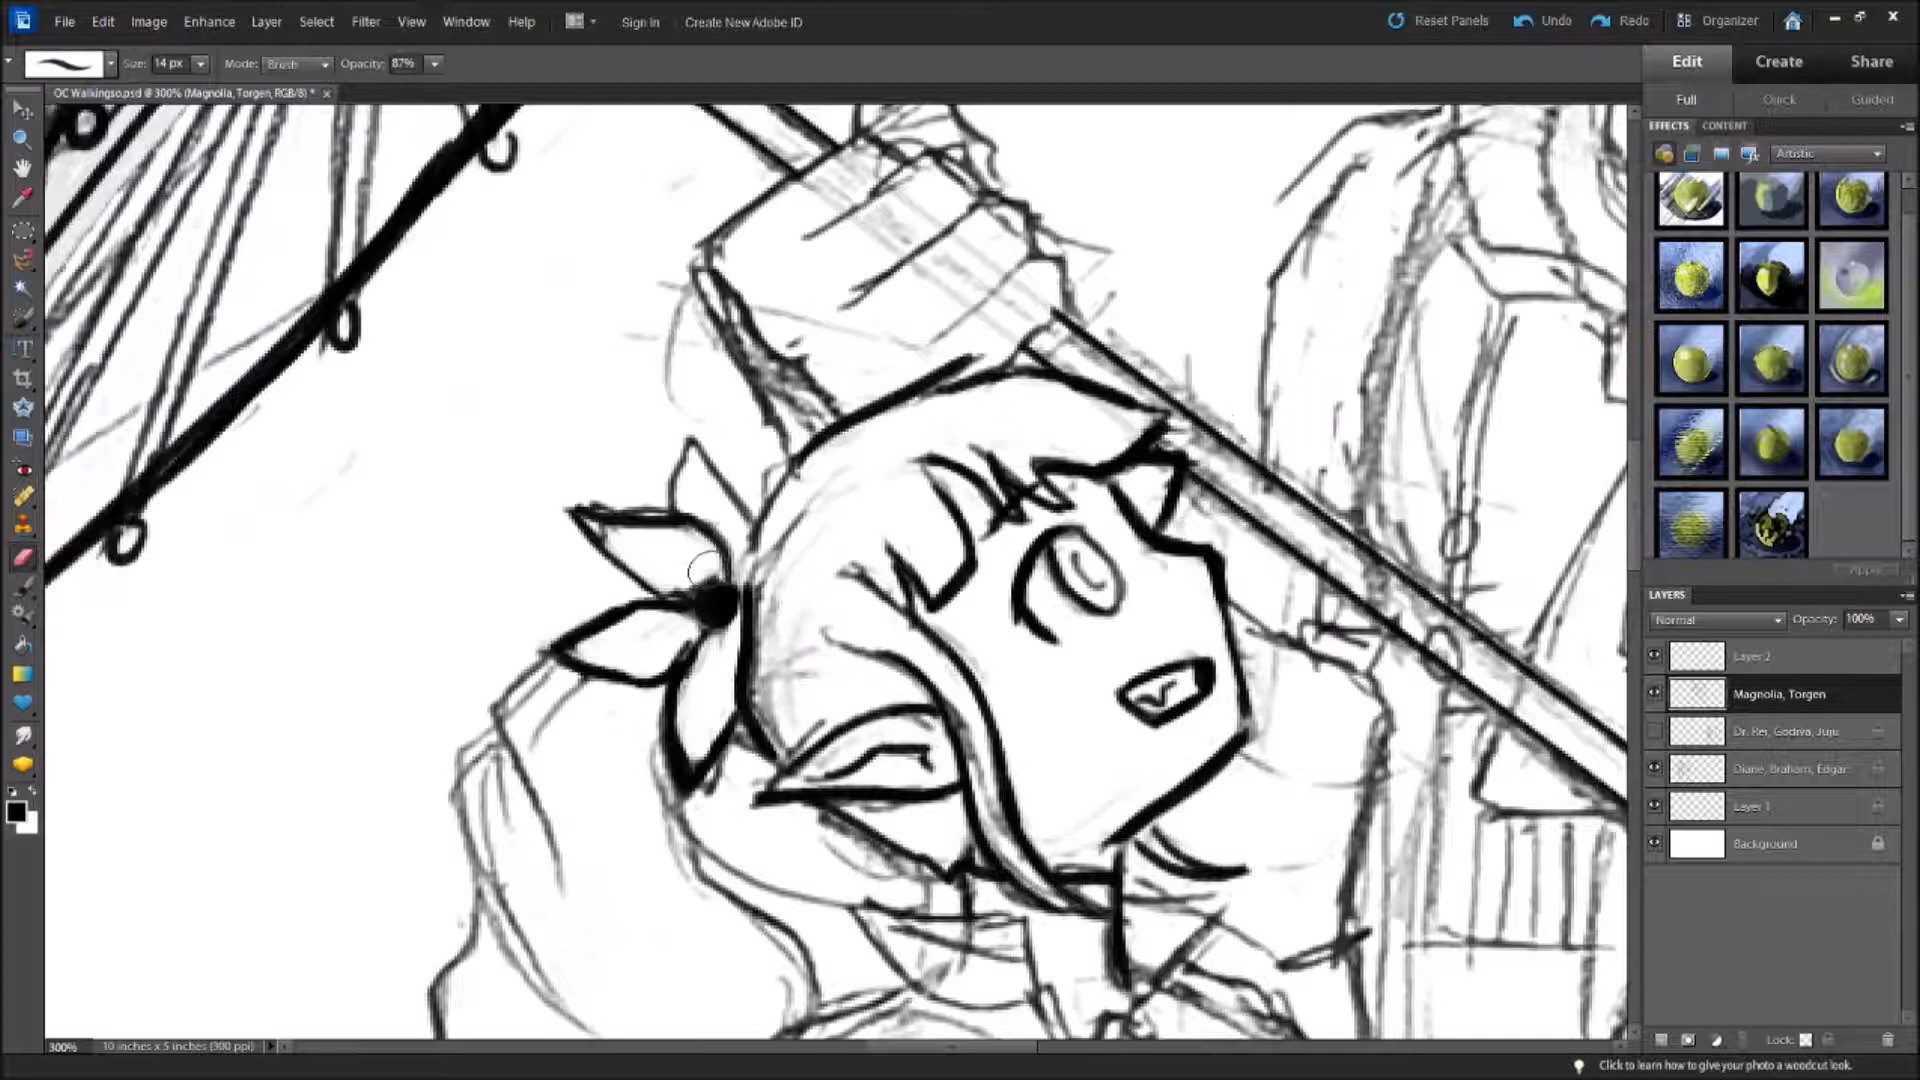 File Edit Image Enhance Layer Select Filter View Window Help Sign In Create New Adobe ID Reset Panels Undo Redo Organizer
Size: 14 px Mode: Brush Opacity: 87% Edit Create Share
OC Walkingso.psd @ 300% (Magnolia, Torgen, RGB/8) * Full Quick Guided
EFFECTS CONTENT
Artistic
Apply
LAYERS
Normal Opacity: 100%
Layer 2
Magnolia, Torgen
Dr. Rei, Godiva, Juju
Diane, Braham, Edgar
Layer 1
Background
Lock:
300% 10 inches x 5 inches (300 ppi)
Click to learn how to give your photo a woodcut look.